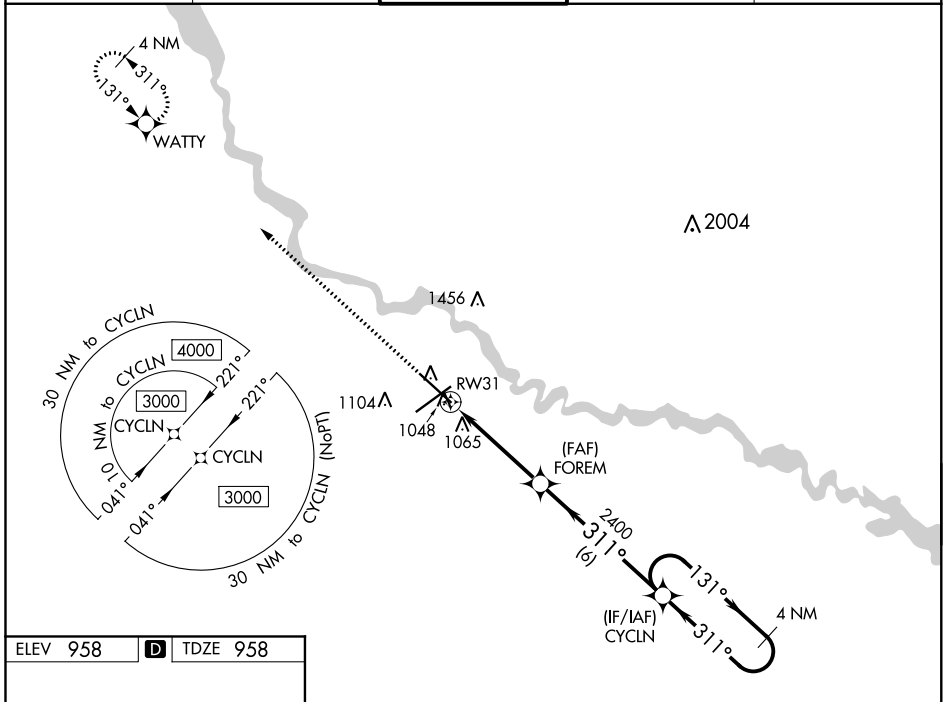 4 NM
311°
131°
WATTY
2004
1456
30 NM to CYCLN
4000
10 NM to CYCLN
221°
3000
221°
CYCLN
CYCLN
3000
041°
041°
30 NM to CYCLN (NoPT)
RW31
1104
1048
1065
(FAF)
FOREM
2400
311°
(6)
131°
(IF/IAF)
CYCLN
4 NM
311°
ELEV 958 D TDZE 958